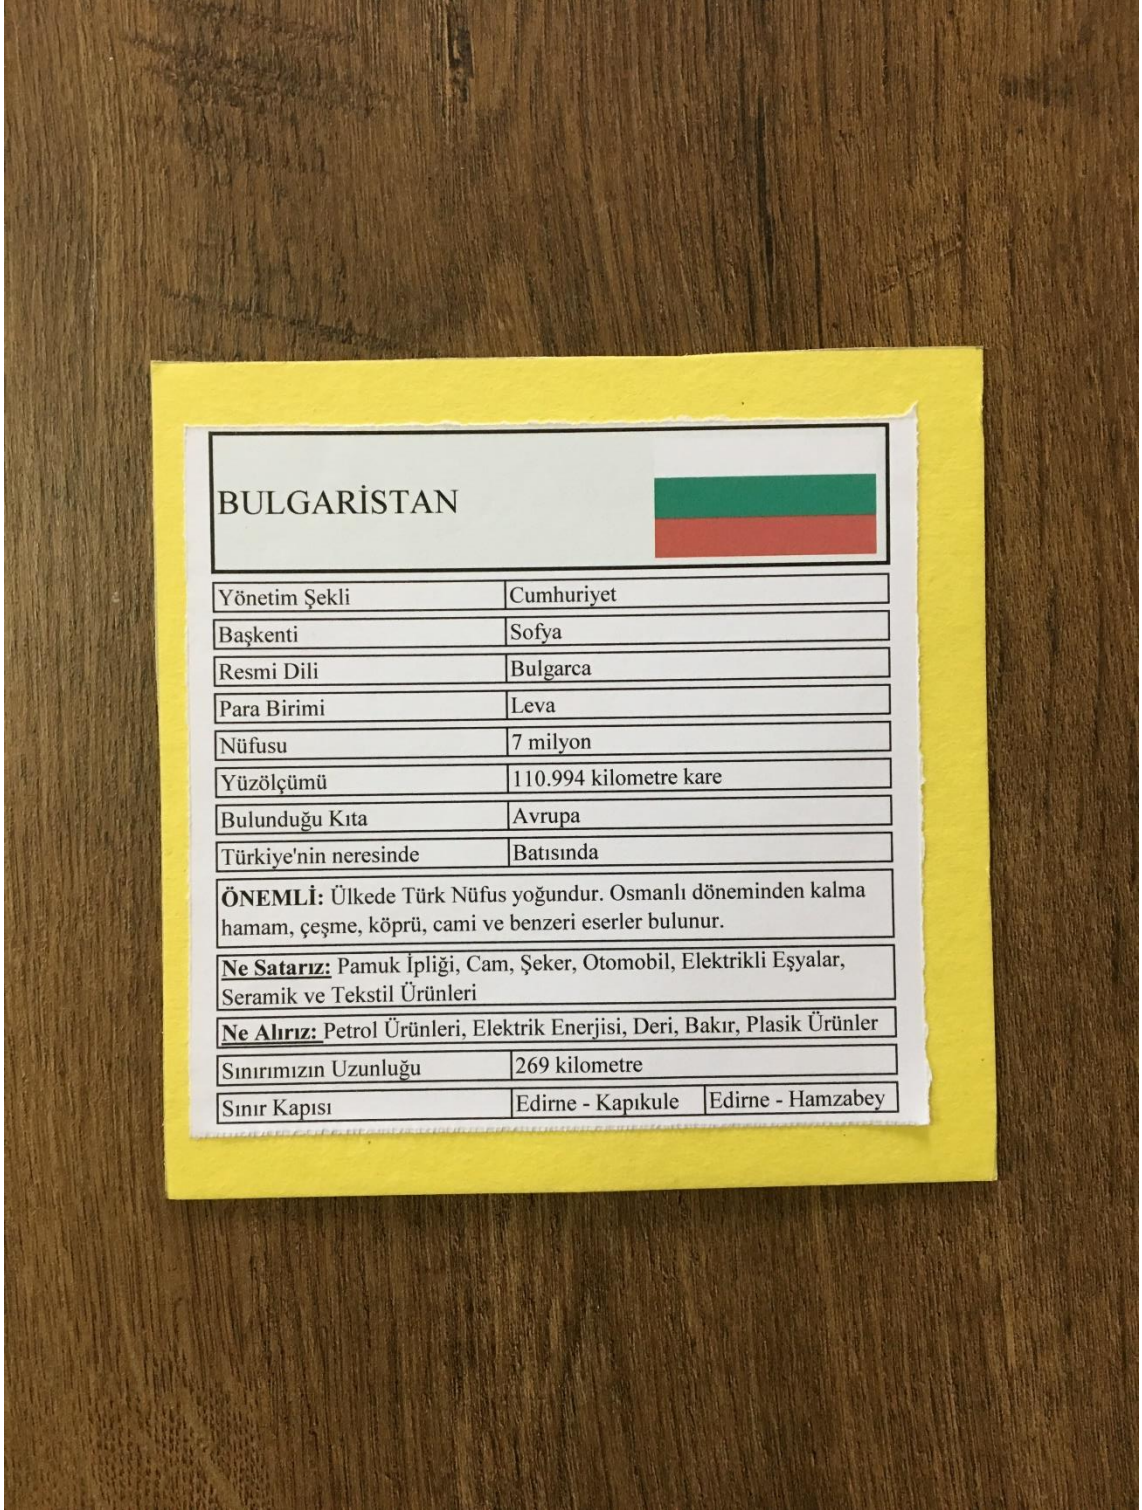 BULGARİSTAN
Yönetim Şekli Cumhuriyet
Başkenti Sofya
Resmi Dili Bulgarca
Para Birimi Leva
Nüfusu 7 milyon
Yüzölçümü 110.994 kilometre kare
Bulunduğu Kıta Avrupa
Türkiye'nin neresinde Batısında
ÖNEMLİ: Ülkede Türk Nüfus yoğundur. Osmanlı döneminden kalma
hamam, çeşme, köprü, cami ve benzeri eserler bulunur.
Ne Satarız: Pamuk İpliği, Cam, Şeker, Otomobil, Elektrikli Eşyalar,
Seramik ve Tekstil Ürünleri
Ne Alırız: Petrol Ürünleri, Elektrik Enerjisi, Deri, Bakır, Plasik Ürünler
Sınırımızın Uzunluğu 269 kilometre
Sınır Kapısı Edirne - Kapıkule Edirne - Hamzabey